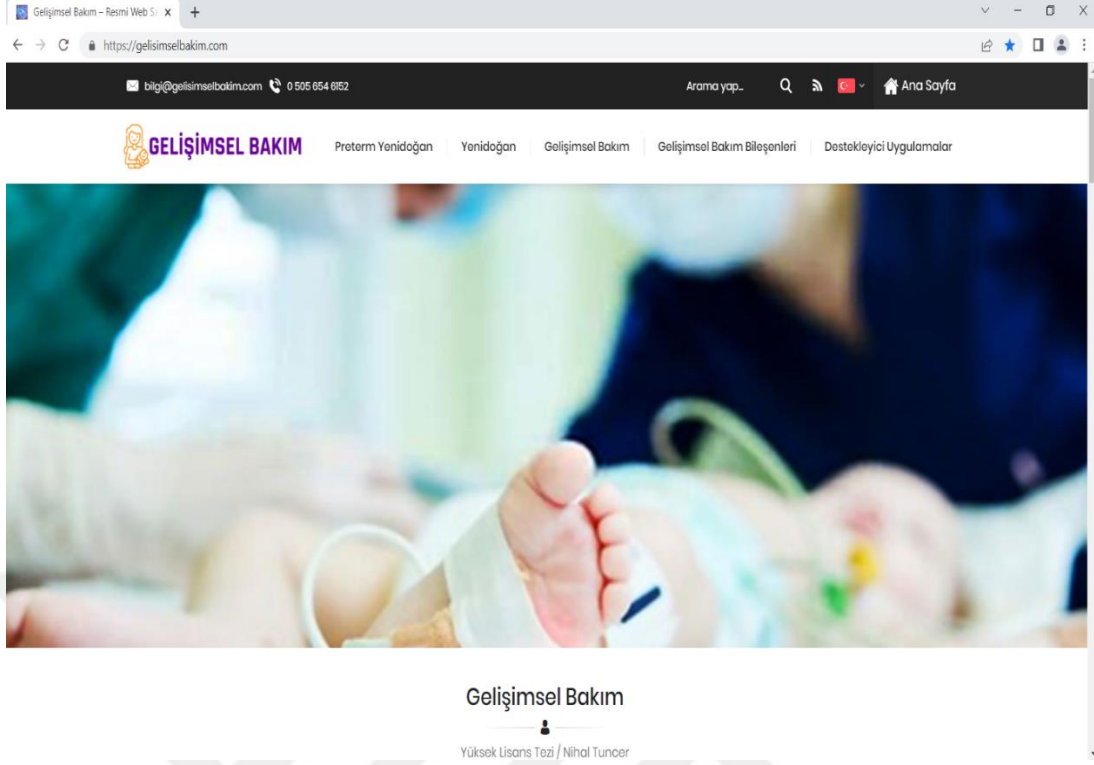 Gelişimsel Bakım – Resmi Web S
https://gelisimselbakim.com
bilgi@gelisimselbakim.com 0 505 654 6152 Arama yap... Ana Sayfa
GELİŞİMSEL BAKIM Preterm Yenidoğan Yenidoğan Gelişimsel Bakım Gelişimsel Bakım Bileşenleri Destekleyici Uygulamalar
Gelişimsel Bakım
Yüksek Lisans Tezi / Nihal Tuncer